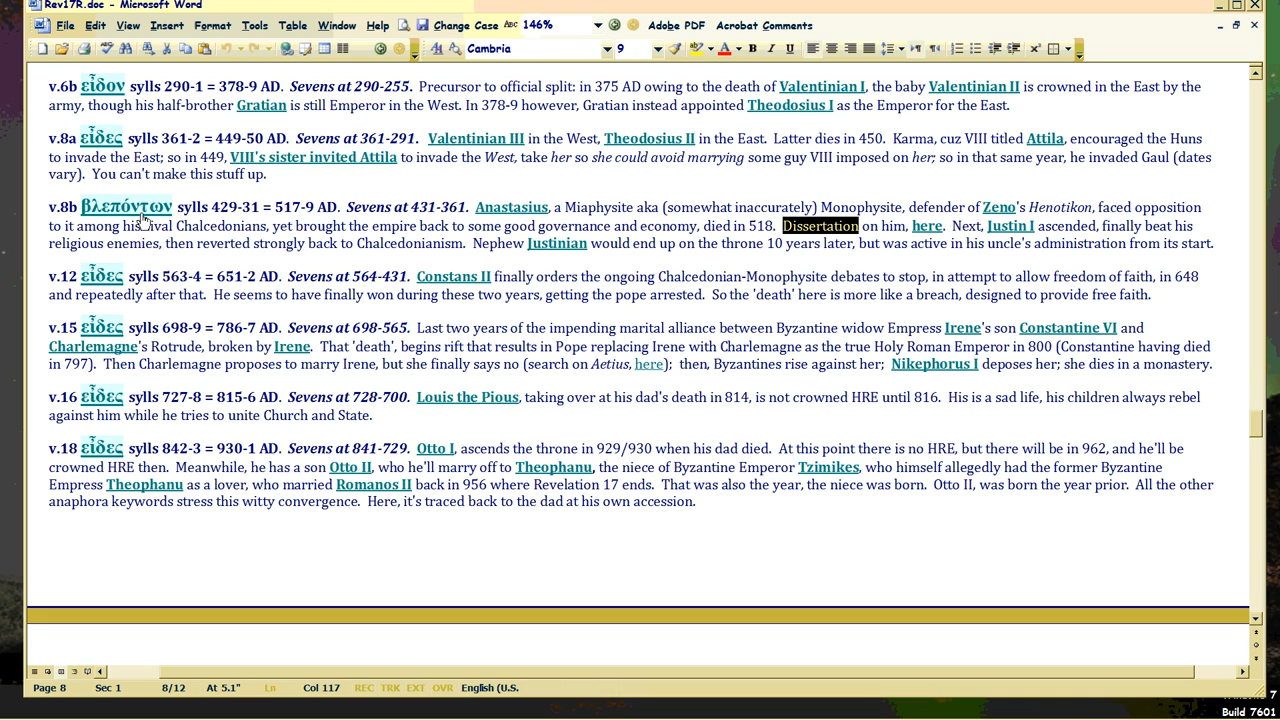 Rev17R.doc - Microsoft Word
File Edit View Insert Format Tools Table Window Help Change Case ABC 146% Adobe PDF Acrobat Comments
Cambria 9 B I U
v.6b εἶδον sylls 290-1 = 378-9 AD. Sevens at 290-255. Precursor to official split: in 375 AD owing to the death of Valentinian I, the baby Valentinian II is crowned in the East by the
army, though his half-brother Gratian is still Emperor in the West. In 378-9 however, Gratian instead appointed Theodosius I as the Emperor for the East.
v.8a εἶδες sylls 361-2 = 449-50 AD. Sevens at 361-291. Valentinian III in the West, Theodosius II in the East. Latter dies in 450. Karma, cuz VIII titled Attila, encouraged the Huns
to invade the East; so in 449, VIII's sister invited Attila to invade the West, take her so she could avoid marrying some guy VIII imposed on her; so in that same year, he invaded Gaul (dates
vary). You can't make this stuff up.
v.8b βλεπόντων sylls 429-31 = 517-9 AD. Sevens at 431-361. Anastasius, a Miaphysite aka (somewhat inaccurately) Monophysite, defender of Zeno's Henotikon, faced opposition
to it among his rival Chalcedonians, yet brought the empire back to some good governance and economy, died in 518. Dissertation on him, here. Next, Justin I ascended, finally beat his
religious enemies, then reverted strongly back to Chalcedonianism. Nephew Justinian would end up on the throne 10 years later, but was active in his uncle's administration from its start.
v.12 εἶδες sylls 563-4 = 651-2 AD. Sevens at 564-431. Constans II finally orders the ongoing Chalcedonian-Monophysite debates to stop, in attempt to allow freedom of faith, in 648
and repeatedly after that. He seems to have finally won during these two years, getting the pope arrested. So the 'death' here is more like a breach, designed to provide free faith.
v.15 εἶδες sylls 698-9 = 786-7 AD. Sevens at 698-565. Last two years of the impending marital alliance between Byzantine widow Empress Irene's son Constantine VI and
Charlemagne's Rotrude, broken by Irene. That 'death', begins rift that results in Pope replacing Irene with Charlemagne as the true Holy Roman Emperor in 800 (Constantine having died
in 797). Then Charlemagne proposes to marry Irene, but she finally says no (search on Aetius, here); then, Byzantines rise against her; Nikephorus I deposes her; she dies in a monastery.
v.16 εἶδες sylls 727-8 = 815-6 AD. Sevens at 728-700. Louis the Pious, taking over at his dad's death in 814, is not crowned HRE until 816. His is a sad life, his children always rebel
against him while he tries to unite Church and State.
v.18 εἶδες sylls 842-3 = 930-1 AD. Sevens at 841-729. Otto I, ascends the throne in 929/930 when his dad died. At this point there is no HRE, but there will be in 962, and he'll be
crowned HRE then. Meanwhile, he has a son Otto II, who he'll marry off to Theophanu, the niece of Byzantine Emperor Tzimikes, who himself allegedly had the former Byzantine
Empress Theophanu as a lover, who married Romanos II back in 956 where Revelation 17 ends. That was also the year, the niece was born. Otto II, was born the year prior. All the other
anaphora keywords stress this witty convergence. Here, it's traced back to the dad at his own accession.
Page 8 Sec 1 8/12 At 5.1" Ln Col 117 REC TRK EXT OVR English (U.S.
Windows 7
Build 7601